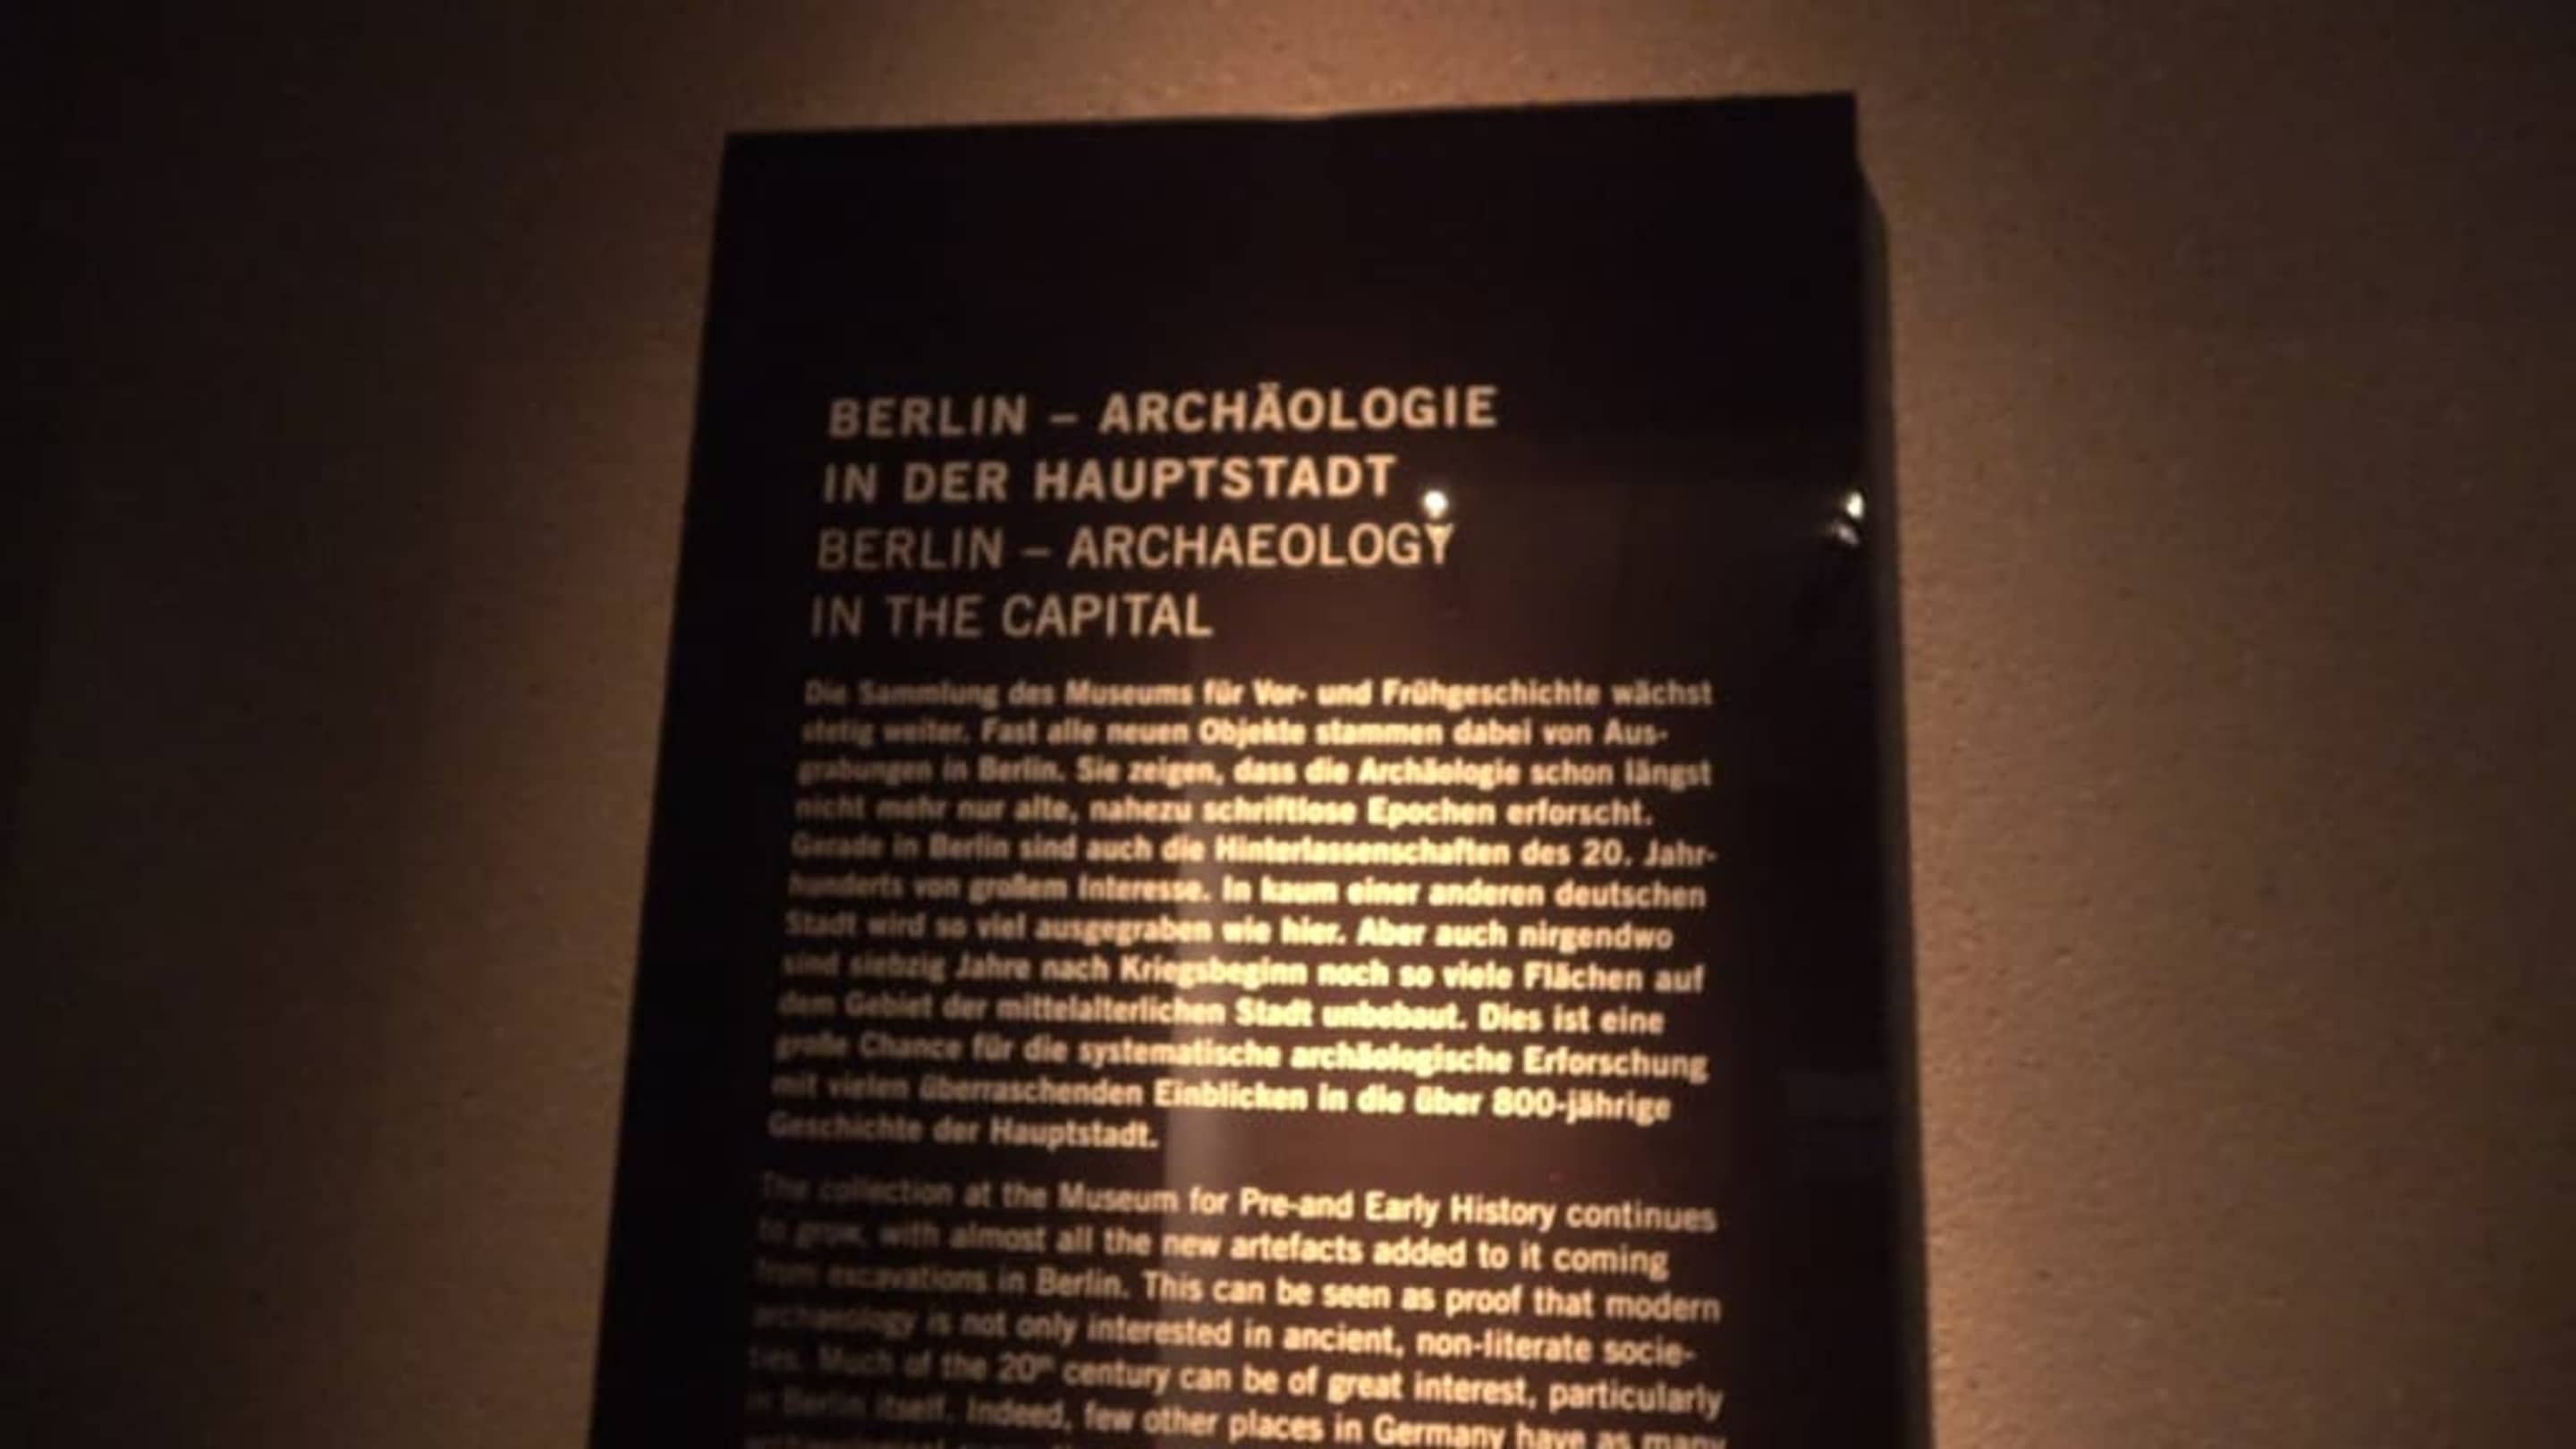 BERLIN – ARCHÄOLOGIE
IN DER HAUPTSTADT
BERLIN – ARCHAEOLOGY
IN THE CAPITAL
Die Sammlung des Museums für Vor- und Frühgeschichte wächst
stetig weiter. Fast alle neuen Objekte stammen dabei von Aus-
grabungen in Berlin. Sie zeigen, dass die Archäologie schon längst
nicht mehr nur alte, nahezu schriftlose Epochen erforscht.
Gerade in Berlin sind auch die Hinterlassenschaften des 20. Jahr-
hunderts von großem Interesse. In kaum einer anderen deutschen
Stadt wird so viel ausgegraben wie hier. Aber auch nirgendwo
sind siebzig Jahre nach Kriegsbeginn noch so viele Flächen auf
dem Gebiet der mittelalterlichen Stadt unbebaut. Dies ist eine
große Chance für die systematische archäologische Erforschung
mit vielen überraschenden Einblicken in die über 800-jährige
Geschichte der Hauptstadt.
The collection at the Museum for Pre-and Early History continues
to grow, with almost all the new artefacts added to it coming
from excavations in Berlin. This can be seen as proof that modern
archaeology is not only interested in ancient, non-literate socie-
ties. Much of the 20th century can be of great interest, particularly
in Berlin itself. Indeed, few other places in Germany have as many